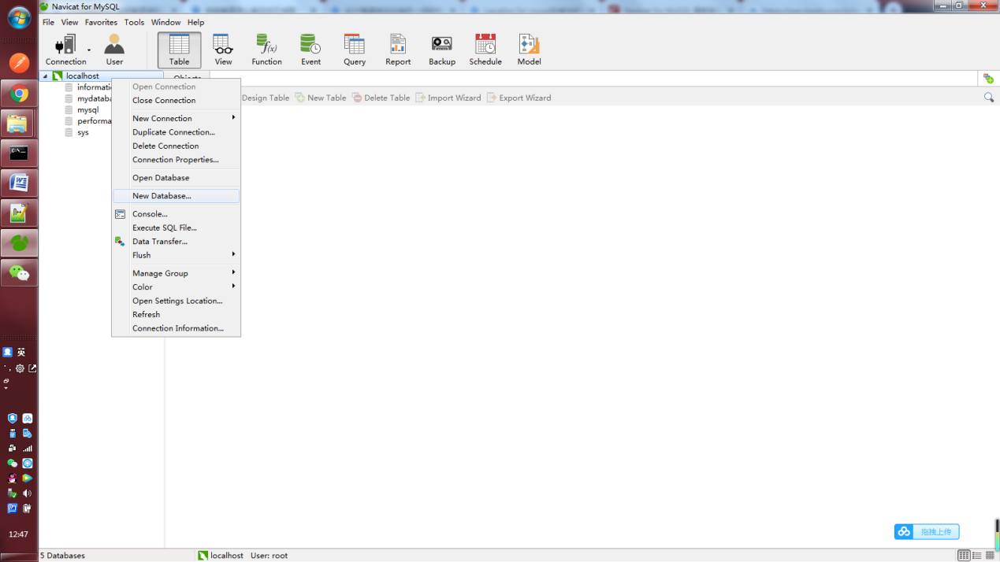 Navicat for MySQL
File View Favorites Tools Window Help
Connection User Table View Function Event Query Report Backup Schedule Model
localhost
mysql
sys
Open Connection
Close Connection
New Connection
Duplicate Connection...
Delete Connection
Connection Properties...
Open Database
New Database...
Console...
Execute SQL File...
Data Transfer...
Flush
Manage Group
Color
Open Settings Location...
Refresh
Connection Information...
Design Table New Table Delete Table Import Wizard Export Wizard
英
12:47
拖拽上传
5 Databases localhost User: root